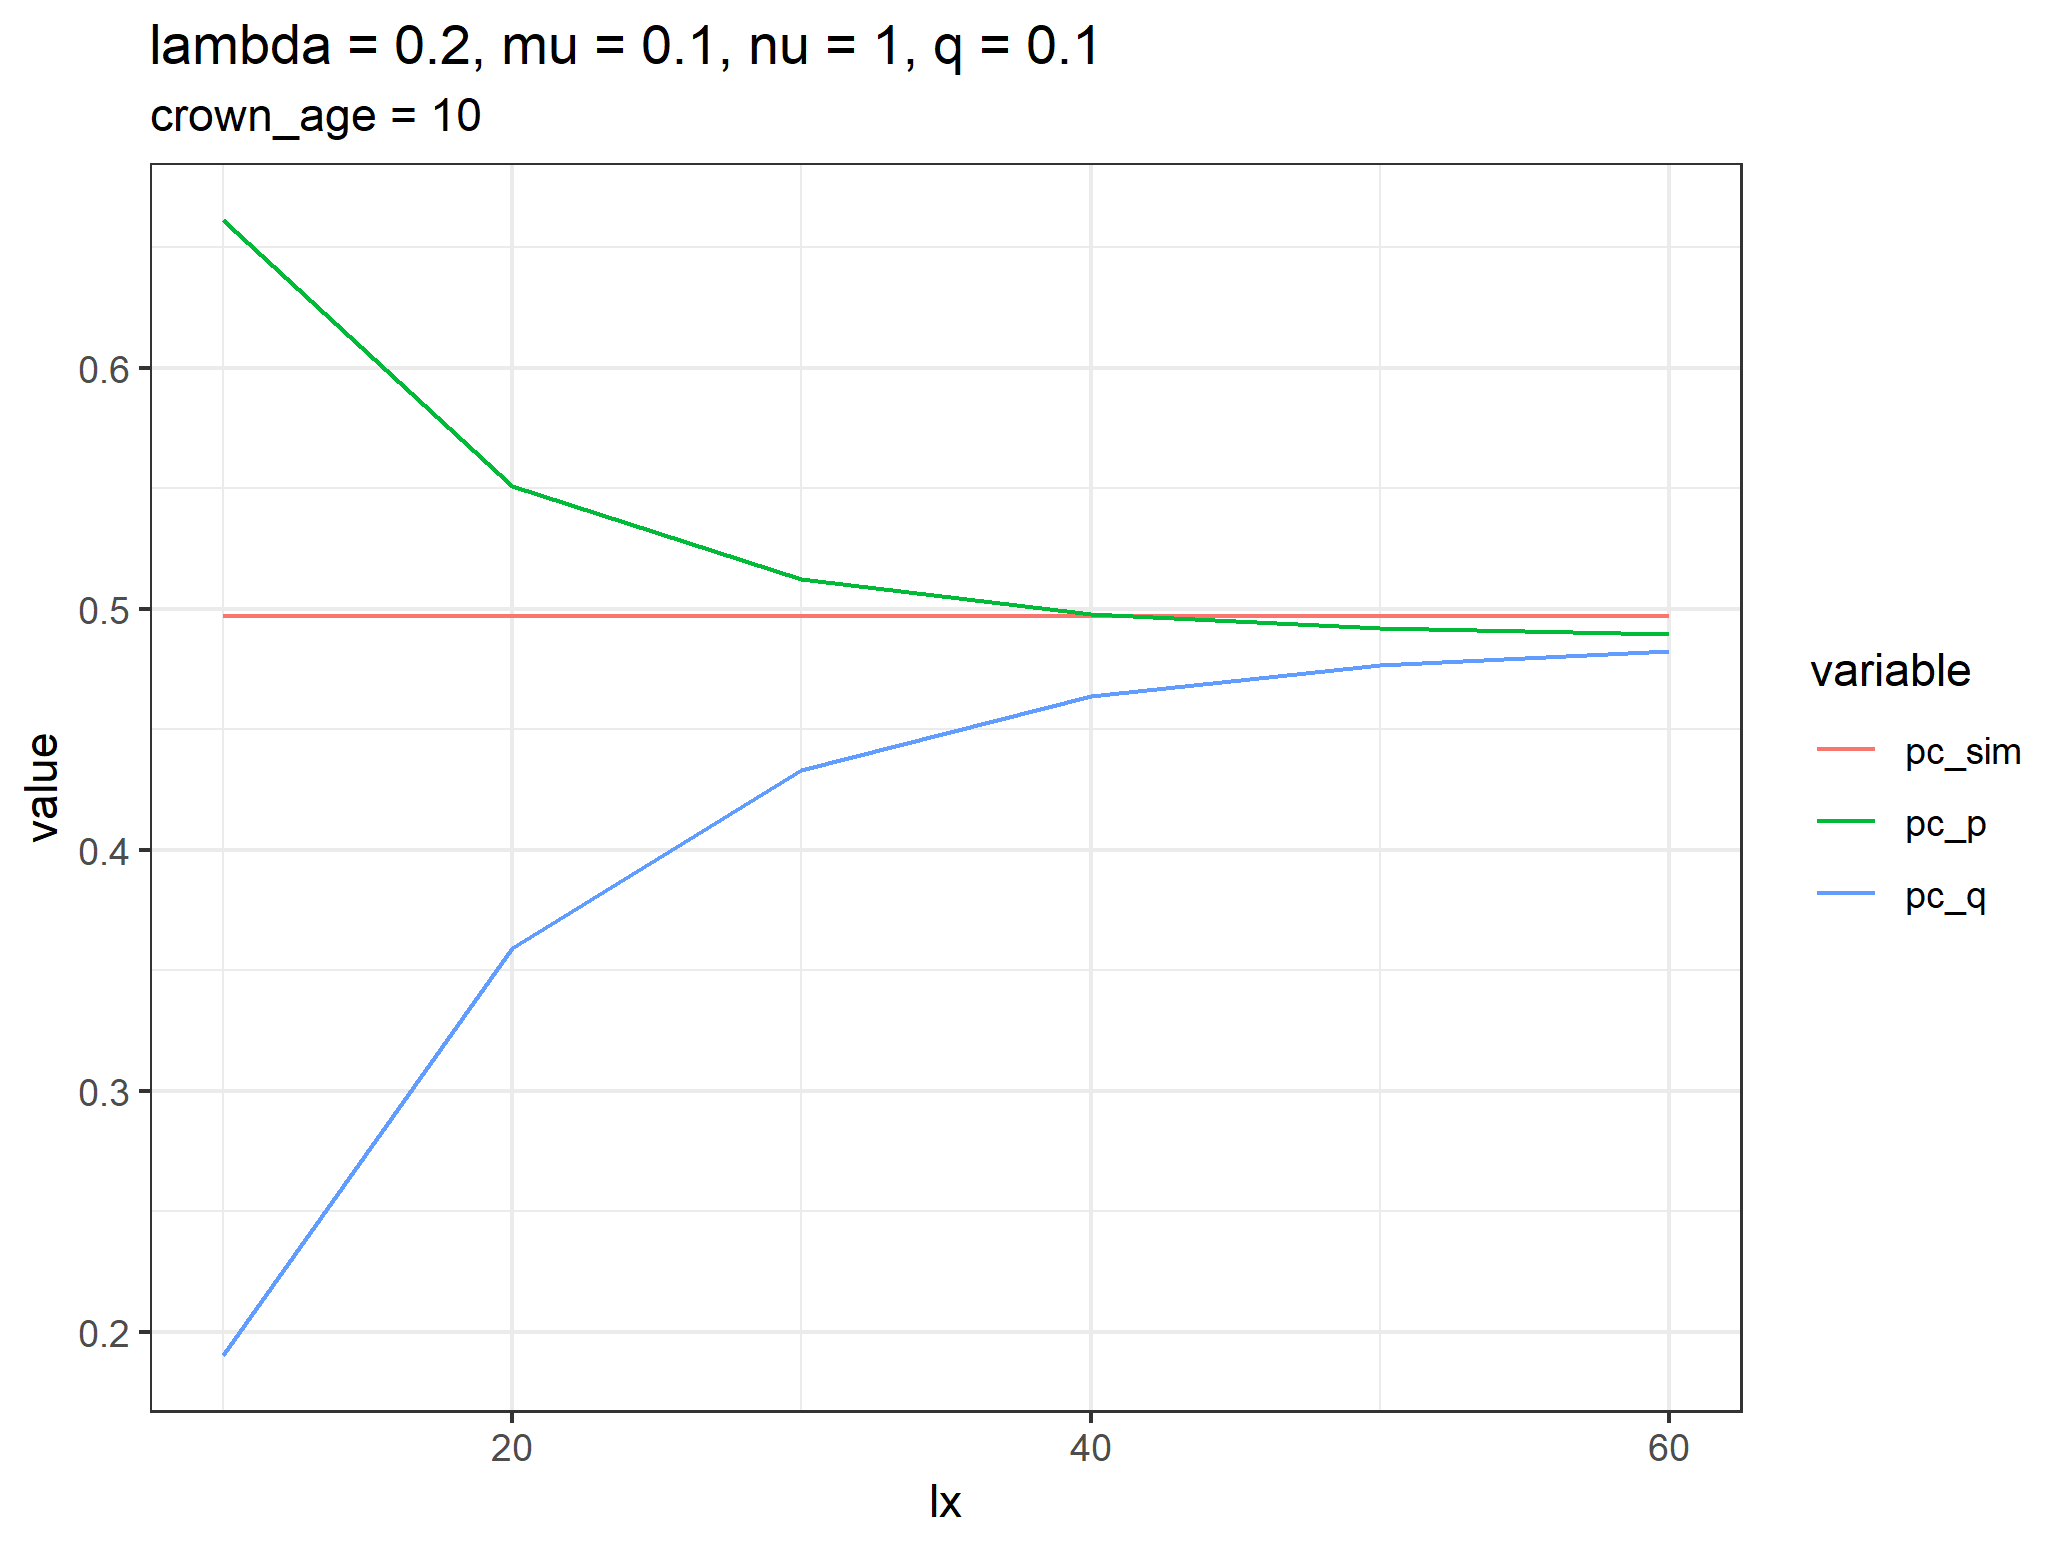 lambda = 0.2, mu = 0.1, nu = 1, q = 0.1
crown_age = 10
0.6
0.5
0.4
0.3
0.2
value
20
40
60
lx
variable
pc_sim
pc_p
pc_q